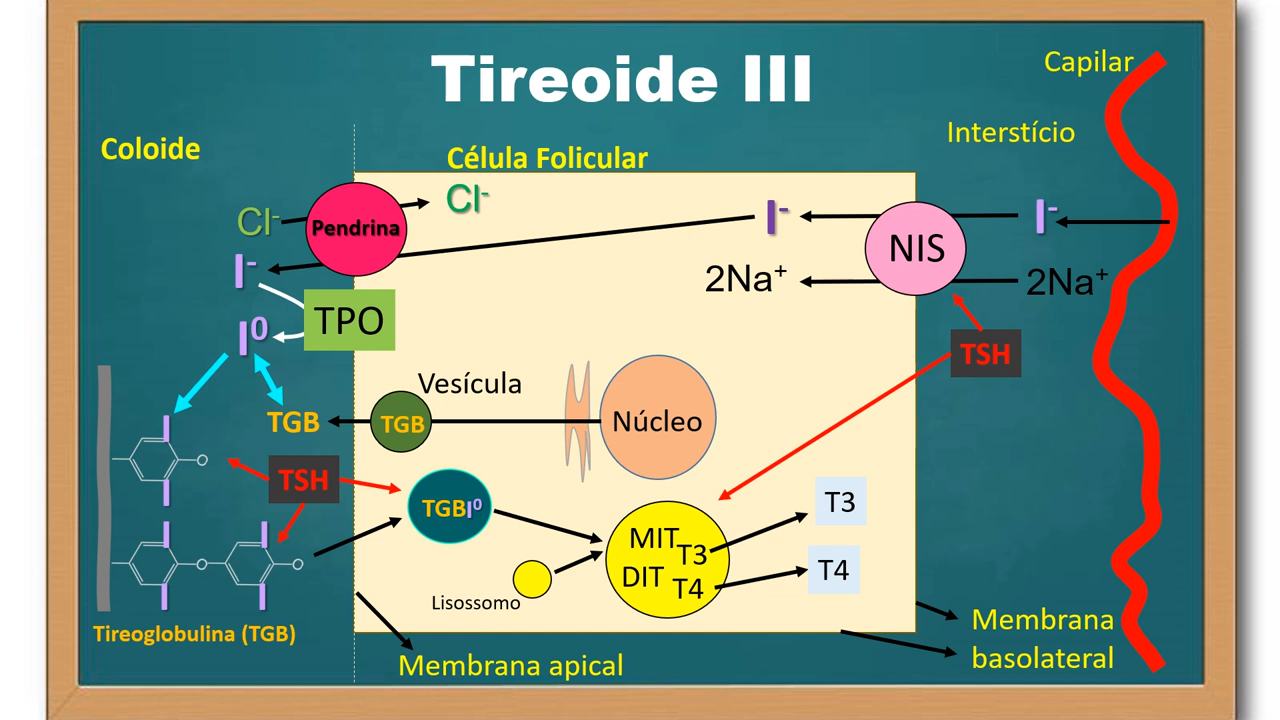 Tireoide III
Capilar
Interstício
Coloide
Célula Folicular
Cl⁻
Pendrina
Cl⁻
I⁻
NIS
I⁻
I⁻
2Na⁺
2Na⁺
TPO
I⁰
TSH
Vesícula
TGB
TGB
Núcleo
TSH
TGBI⁰
O
MIT
T3
DIT
T4
T3
T4
O
O
Lisossomo
Tireoglobulina (TGB)
Membrana apical
Membrana
basolateral